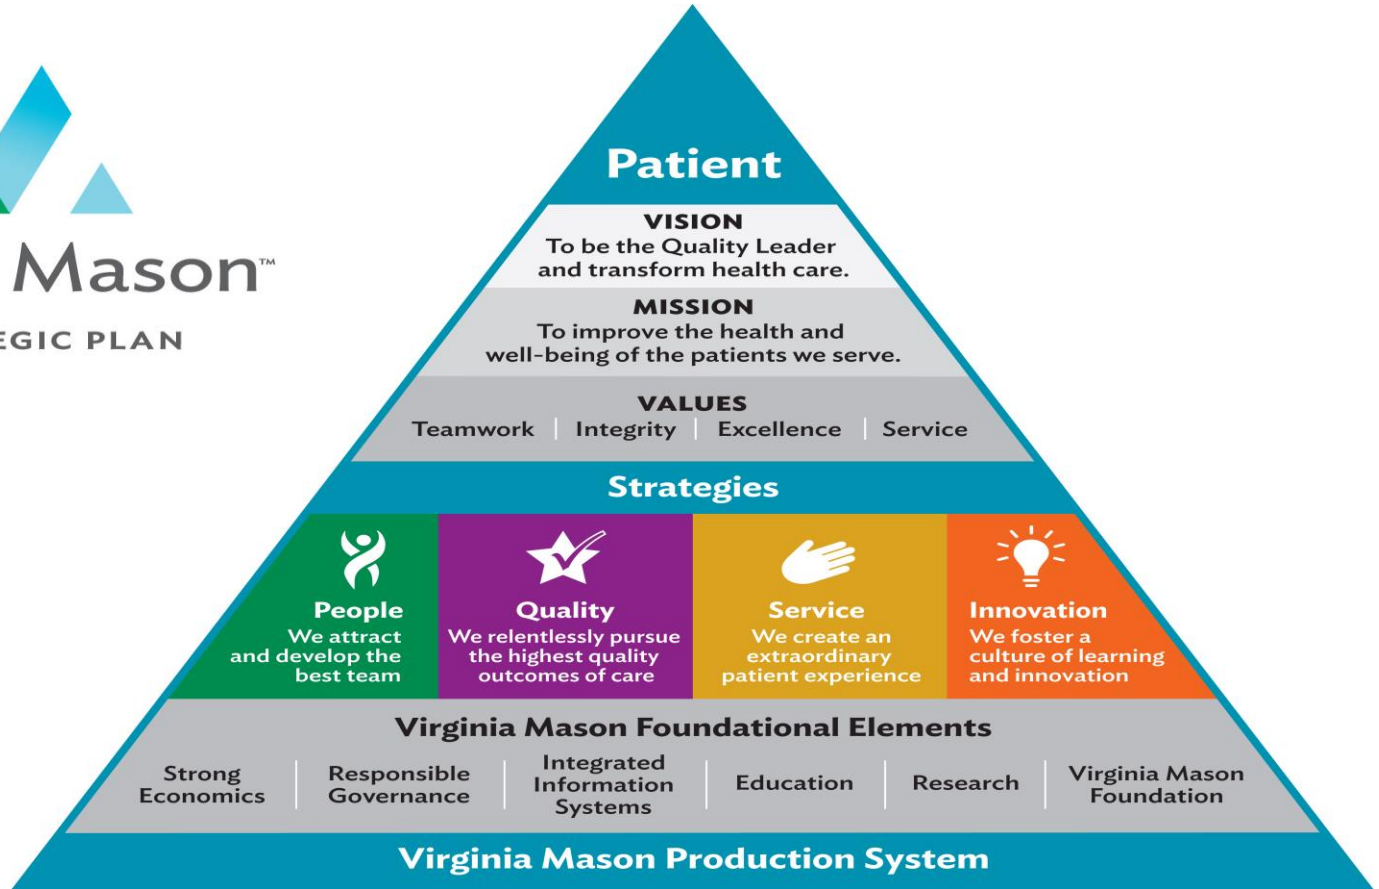 Mason™
EGIC PLAN
Patient
VISION
To be the Quality Leader
and transform health care.
MISSION
To improve the health and
well-being of the patients we serve.
VALUES
Teamwork | Integrity | Excellence | Service
Strategies
People
We attract
and develop the
best team
Quality
We relentlessly pursue
the highest quality
outcomes of care
Service
We create an
extraordinary
patient experience
Innovation
We foster a
culture of learning
and innovation
Virginia Mason Foundational Elements
Strong
Economics
Responsible
Governance
Integrated
Information
Systems
Education
Research
Virginia Mason
Foundation
Virginia Mason Production System